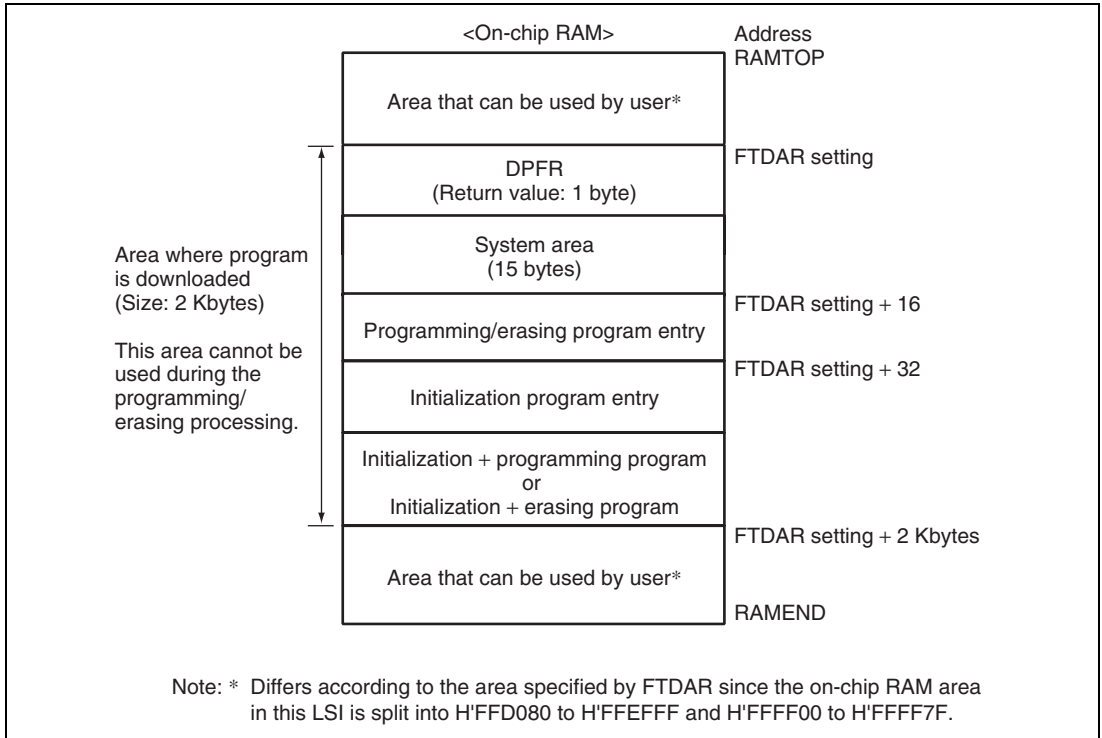 <On-chip RAM>
Address
RAMTOP
Area that can be used by user*
FTDAR setting
DPFR
(Return value: 1 byte)
System area
(15 bytes)
Area where program
is downloaded
(Size: 2 Kbytes)
This area cannot be
used during the
programming/
erasing processing.
FTDAR setting + 16
Programming/erasing program entry
FTDAR setting + 32
Initialization program entry
Initialization + programming program
or
Initialization + erasing program
FTDAR setting + 2 Kbytes
Area that can be used by user*
RAMEND
Note: * Differs according to the area specified by FTDAR since the on-chip RAM area
in this LSI is split into H'FFD080 to H'FFEFFF and H'FFFF00 to H'FFFF7F.